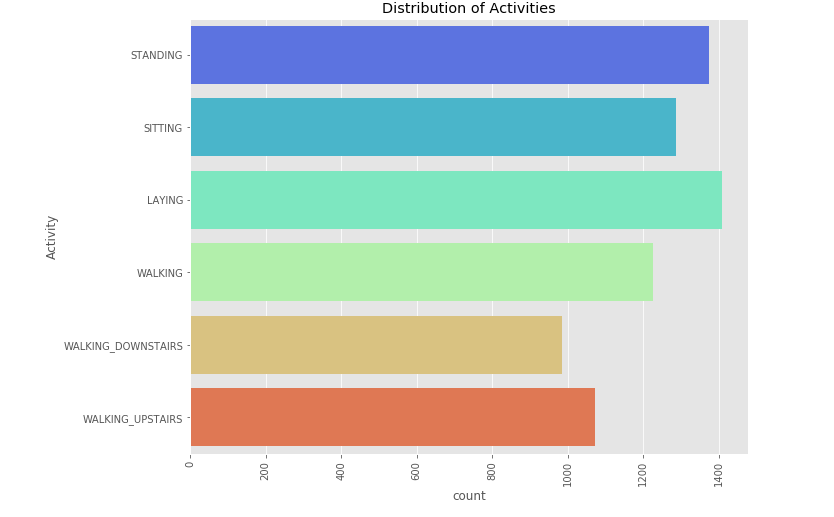 Distribution of Activities
STANDING
SITTING
LAYING
WALKING
WALKING_DOWNSTAIRS
WALKING_UPSTAIRS
Activity
0 200 400 600 800 1000 1200 1400
count